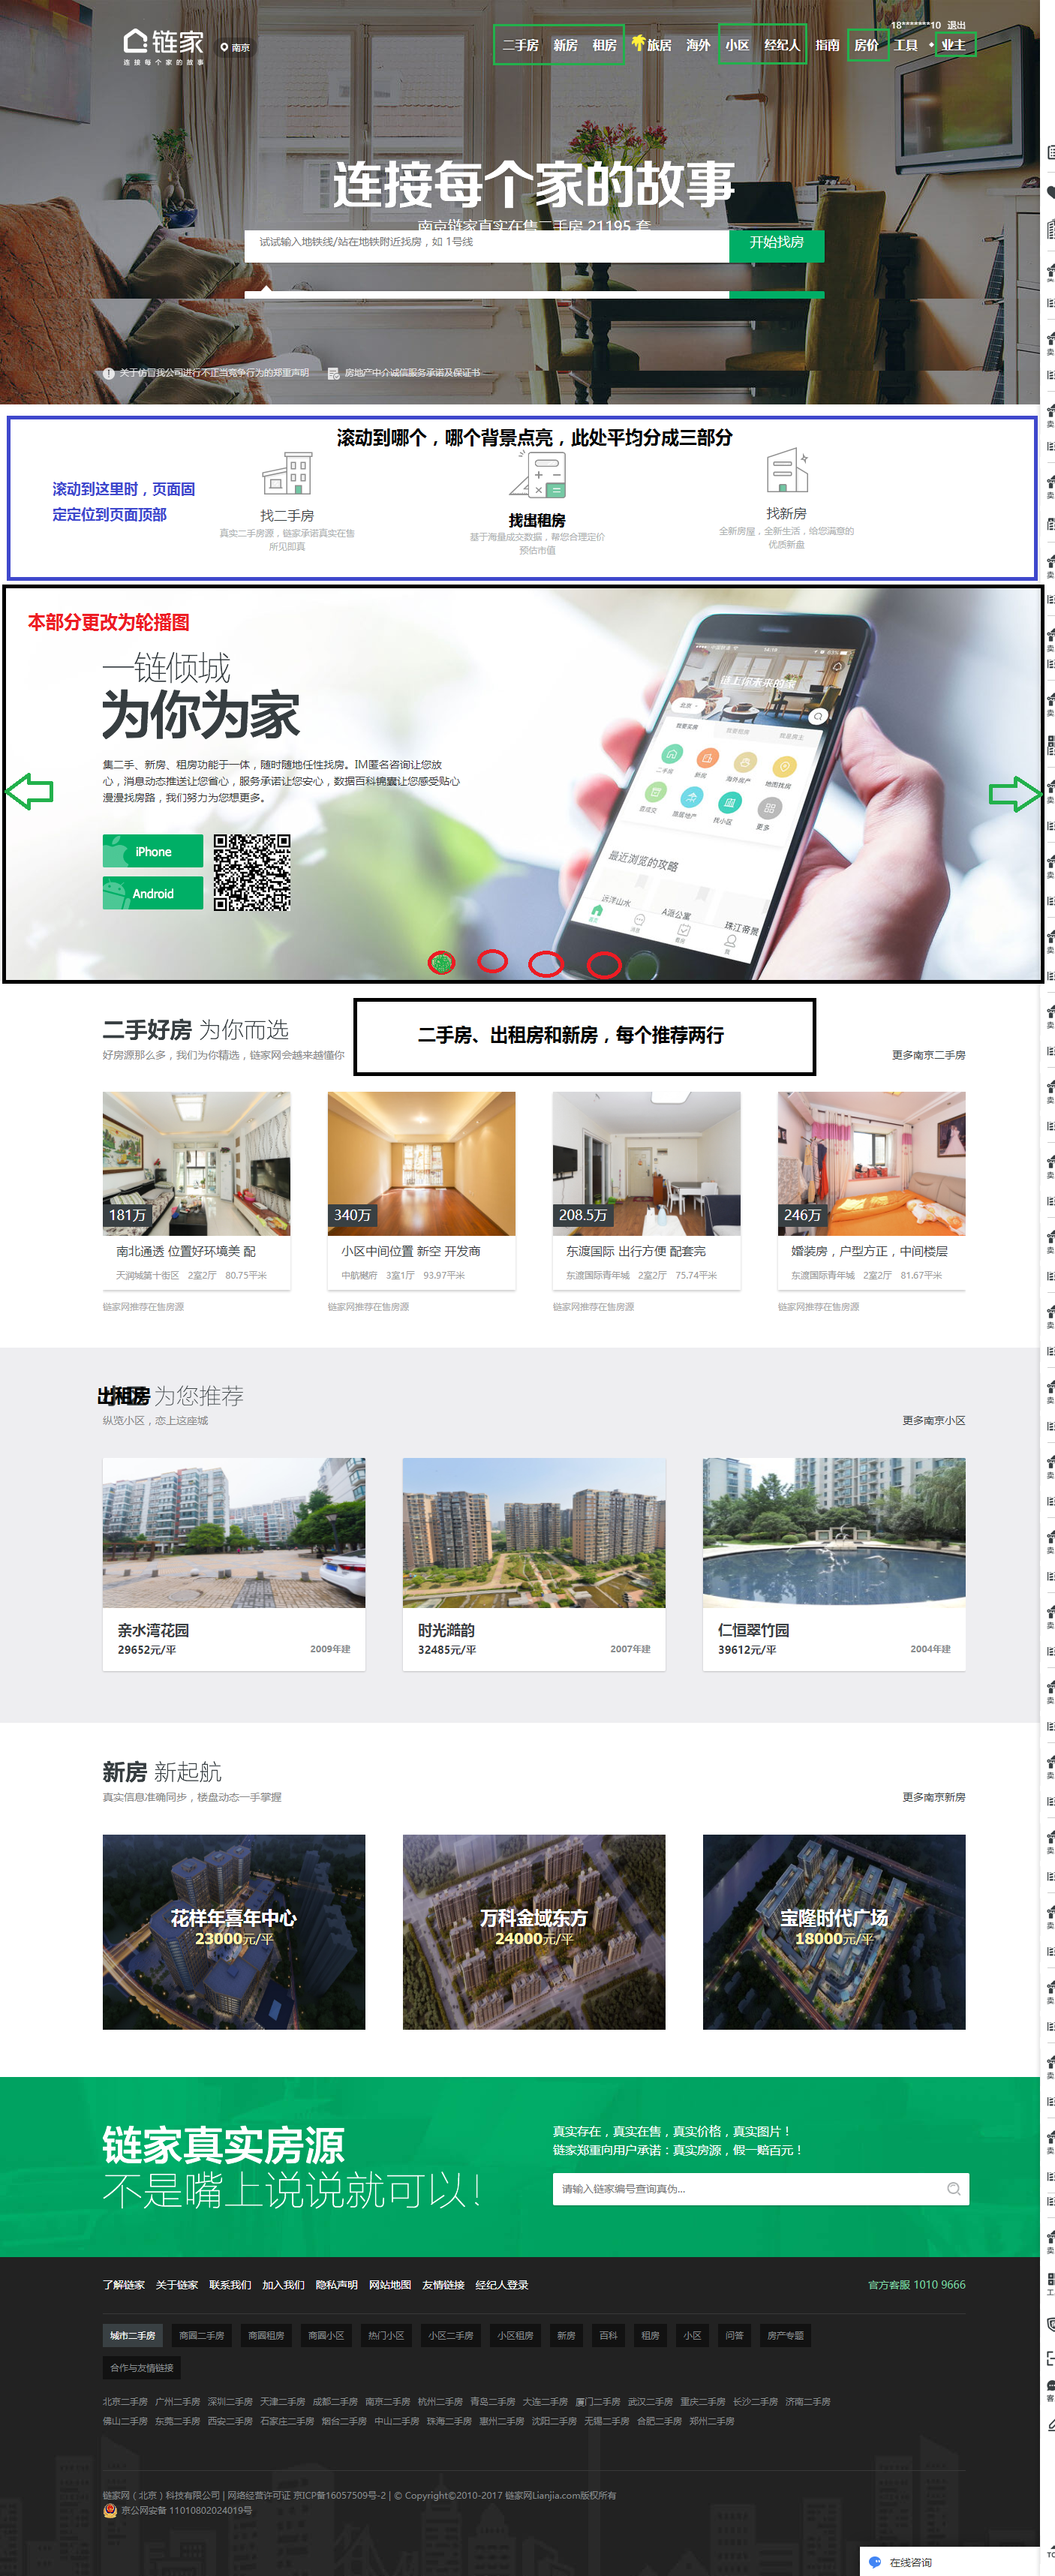 18*******10 退出
链家 南京
连接每个家的故事
二手房 新房 租房 旅居 海外 小区 经纪人 指南 房价 工具 业主
连接每个家的故事
南京链家真实在售二手房 21195 套
试试输入地铁线/站在地铁附近找房，如 1号线
开始找房
关于仿冒我公司进行不正当竞争行为的郑重声明 房地产中介诚信服务承诺及保证书
滚动到哪个，哪个背景点亮，此处平均分成三部分
滚动到这里时，页面固
定定位到页面顶部
找二手房
真实二手房源，链家承诺真实在售
所见即真
找出租房
基于海量成交数据，帮您合理定价
预估市值
找新房
全新房屋，全新生活，给您满意的
优质新盘
本部分更改为轮播图
一链倾城
为你为家
集二手、新房、租房功能于一体，随时随地任性找房。IM匿名咨询让您放
心，消息动态推送让您省心，服务承诺让您安心，数据百科锦囊让您感受贴心
漫漫找房路，我们努力为您想更多。
iPhone
Android
链上你未来的家
北京
二手房 新房 海外房产 地图找房
查成交 旅居地产 找小区 更多
最近浏览的攻略
远洋山水 A派公寓 珠江帝景
二手好房 为你而选
好房源那么多，我们为你精选，链家网会越来越懂你
二手房、出租房和新房，每个推荐两行
更多南京二手房
181万
南北通透 位置好环境美 配
天润城第十街区 2室2厅 80.75平米
链家网推荐在售房源
340万
小区中间位置 新空 开发商
中航樾府 3室1厅 93.97平米
链家网推荐在售房源
208.5万
东渡国际 出行方便 配套完
东渡国际青年城 2室2厅 75.74平米
链家网推荐在售房源
246万
婚装房，户型方正，中间楼层
东渡国际青年城 2室2厅 81.67平米
链家网推荐在售房源
出租房 为您推荐
纵览小区，恋上这座城
更多南京小区
亲水湾花园
29652元/平 2009年建
时光澔韵
32485元/平 2007年建
仁恒翠竹园
39612元/平 2004年建
新房 新起航
真实信息准确同步，楼盘动态一手掌握
更多南京新房
花样年喜年中心
23000元/平
万科金域东方
24000元/平
宝隆时代广场
18000元/平
链家真实房源
不是嘴上说说就可以！
真实存在，真实在售，真实价格，真实图片！
链家郑重向用户承诺：真实房源，假一赔百元！
请输入链家编号查询真伪...
了解链家 关于链家 联系我们 加入我们 隐私声明 网站地图 友情链接 经纪人登录
官方客服 1010 9666
城市二手房 商圈二手房 商圈租房 商圈小区 热门小区 小区二手房 小区租房 新房 百科 租房 小区 问答 房产专题
合作与友情链接
北京二手房 广州二手房 深圳二手房 天津二手房 成都二手房 南京二手房 杭州二手房 青岛二手房 大连二手房 厦门二手房 武汉二手房 重庆二手房 长沙二手房 济南二手房
佛山二手房 东莞二手房 西安二手房 石家庄二手房 烟台二手房 中山二手房 珠海二手房 惠州二手房 沈阳二手房 无锡二手房 合肥二手房 郑州二手房
链家网（北京）科技有限公司 | 网络经营许可证 京ICP备16057509号-2 | © Copyright©2010-2017 链家网Lianjia.com版权所有
京公网安备 11010802024019号
在线咨询